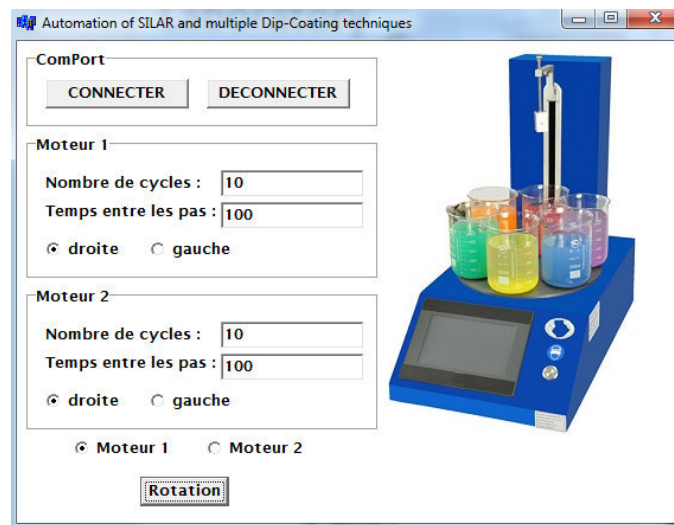 Automation of SILAR and multiple Dip-Coating techniques
ComPort
CONNECTER DECONNECTER
Moteur 1
Nombre de cycles : 10
Temps entre les pas : 100
droite gauche
Moteur 2
Nombre de cycles : 10
Temps entre les pas : 100
droite gauche
Moteur 1 Moteur 2
Rotation